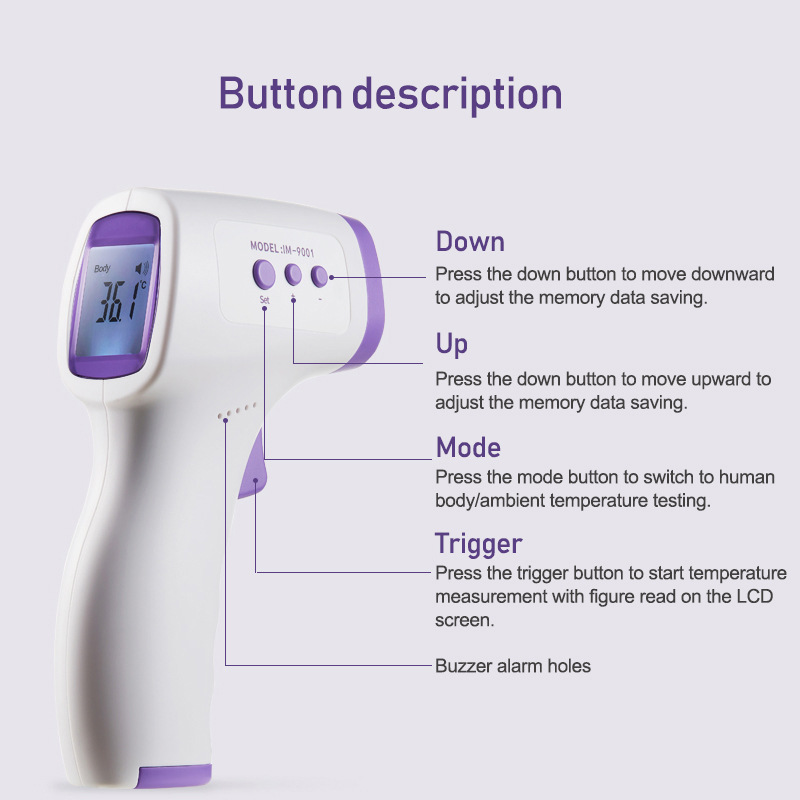 Button description
MODEL :IM-9001
Set
+
-
Body
36.1
°C
Down
Press the down button to move downward
to adjust the memory data saving.
Up
Press the down button to move upward to
adjust the memory data saving.
Mode
Press the mode button to switch to human
body/ambient temperature testing.
Trigger
Press the trigger button to start temperature
measurement with figure read on the LCD
screen.
Buzzer alarm holes